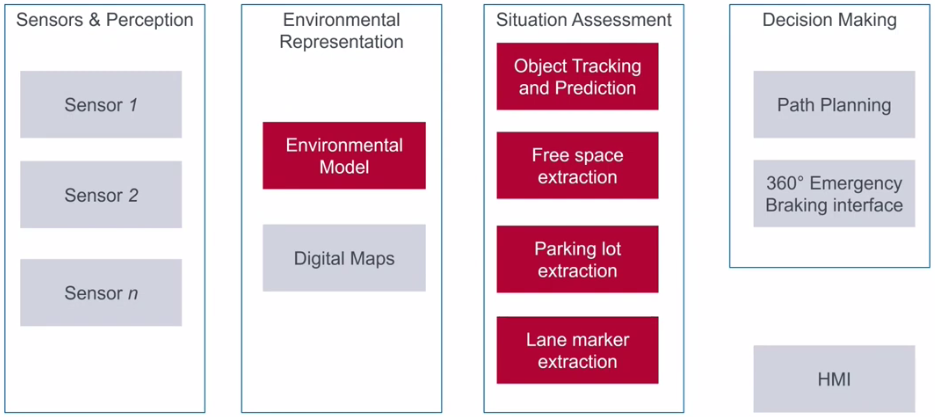 Sensors & Perception
Sensor 1
Sensor 2
Sensor n
Environmental
Representation
Environmental
Model
Digital Maps
Situation Assessment
Object Tracking
and Prediction
Free space
extraction
Parking lot
extraction
Lane marker
extraction
Decision Making
Path Planning
360° Emergency
Braking interface
HMI